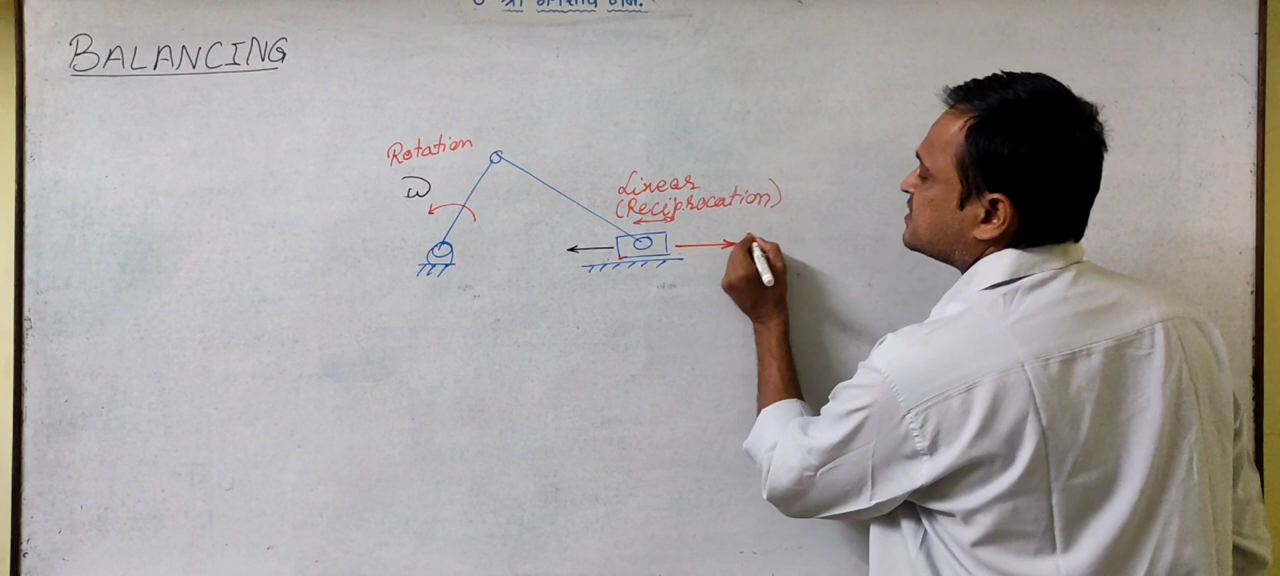 BALANCING
Rotation
ω
Linear
(Reciprocation)